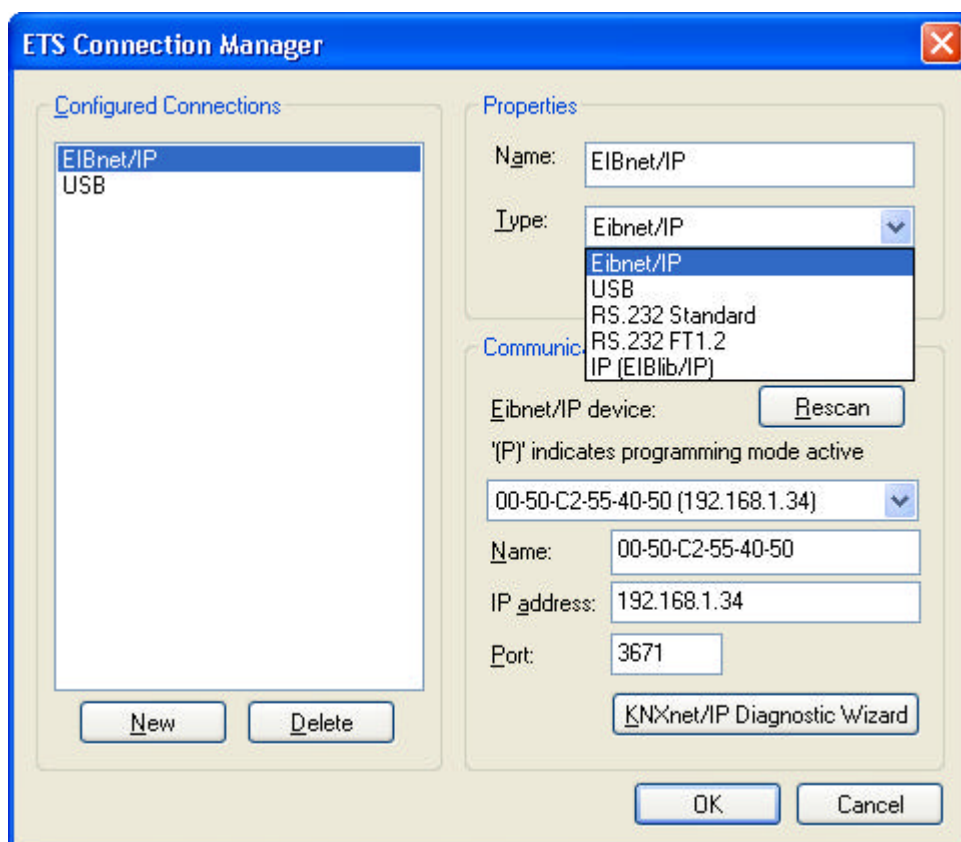 ETS Connection Manager
Configured Connections
EIBnet/IP
USB
New
Delete
Properties
Name:
EIBnet/IP
Type:
Eibnet/IP
Eibnet/IP
USB
RS.232 Standard
RS.232 FT1.2
IP (EIBlib/IP)
Communic
Eibnet/IP device:
Rescan
'(P)' indicates programming mode active
00-50-C2-55-40-50 (192.168.1.34)
Name:
00-50-C2-55-40-50
IP address:
192.168.1.34
Port:
3671
KNXnet/IP Diagnostic Wizard
OK
Cancel